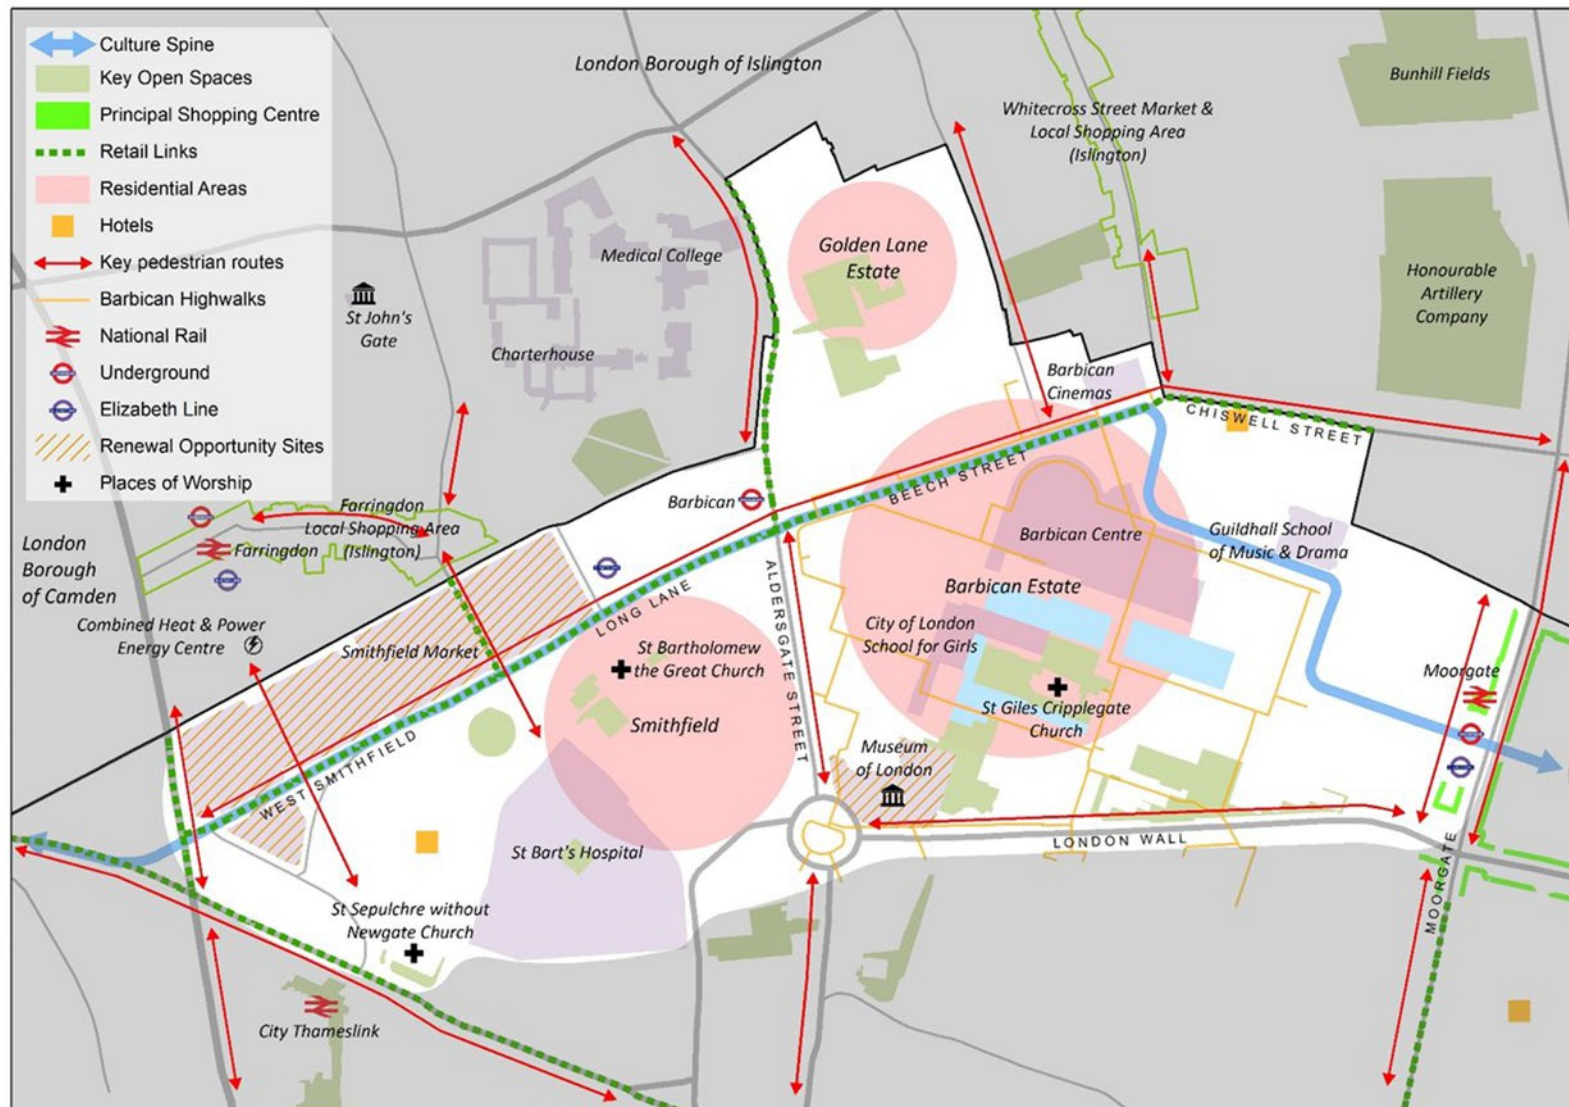 Culture Spine
Key Open Spaces
Principal Shopping Centre
Retail Links
Residential Areas
Hotels
Key pedestrian routes
Barbican Highwalks
National Rail
Underground
Elizabeth Line
Renewal Opportunity Sites
Places of Worship
London Borough of Islington
Whitecross Street Market &
Local Shopping Area
(Islington)
Bunhill Fields
Medical College
Golden Lane
Estate
Honourable
Artillery
Company
St John's
Gate
Charterhouse
Barbican
Cinemas
CHISWELL STREET
BEECH STREET
Barbican
Farringdon
Local Shopping Area
(Islington)
Farringdon
London
Borough
of Camden
Barbican Centre
Guildhall School
of Music & Drama
Barbican Estate
ALDERSGATE STREET
LONG LANE
City of London
School for Girls
Combined Heat & Power
Energy Centre
Smithfield Market
St Bartholomew
the Great Church
Moorgate
Smithfield
St Giles Cripplegate
Church
WEST SMITHFIELD
Museum
of London
LONDON WALL
St Bart's Hospital
MOORGATE
St Sepulchre without
Newgate Church
City Thameslink